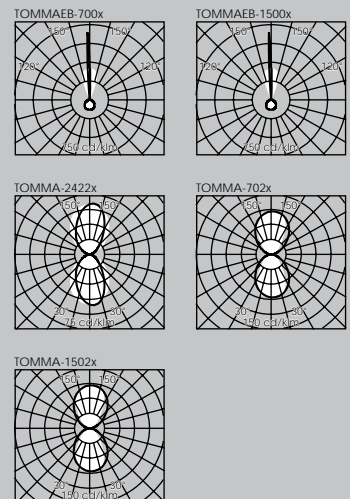 TOMMAEB-700x TOMMAEB-1500x
150° 150° 150° 150°
120° 120° 120° 120°
750 cd/klm 750 cd/klm
TOMMA-2422x TOMMA-702x
150° 150° 150° 150°
30° 30° 30° 30°
75 cd/klm 150 cd/klm
TOMMA-1502x
150° 150°
30° 30°
150 cd/klm